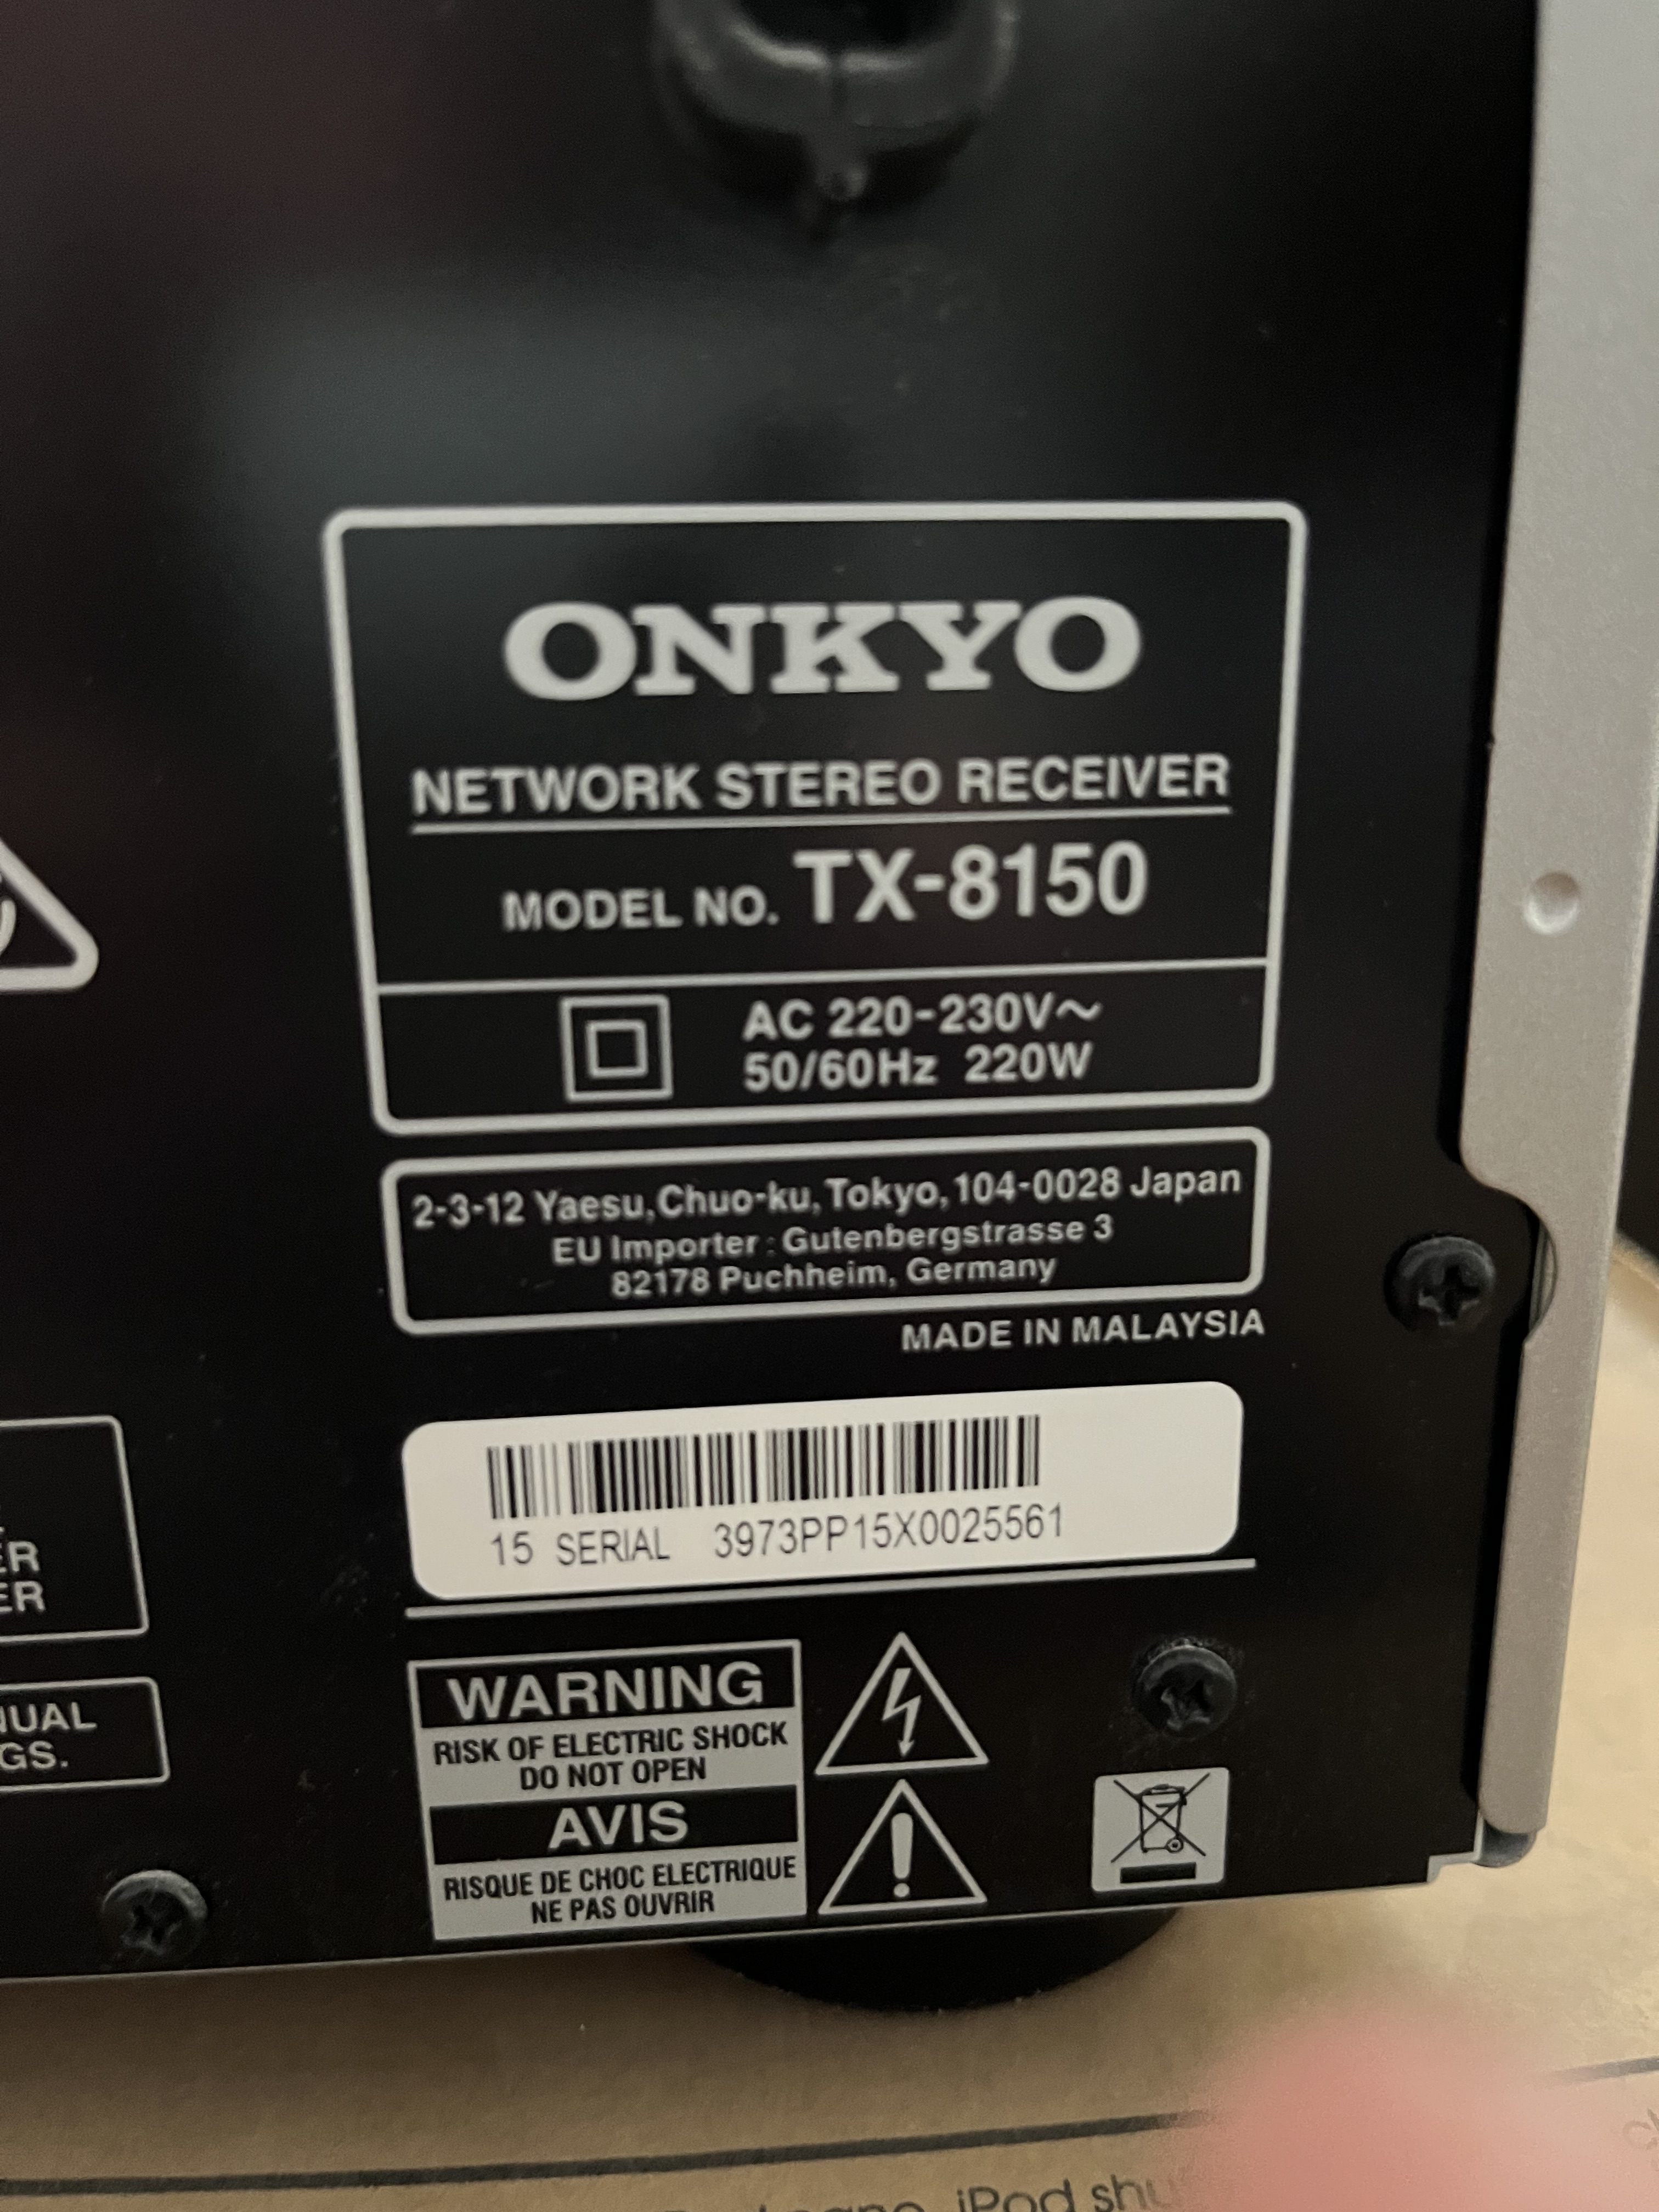 ONKYO
NETWORK STEREO RECEIVER
MODEL NO. TX-8150
AC 220-230V~
50/60Hz 220W
2-3-12 Yaesu,Chuo-ku,Tokyo,104-0028 Japan
EU Importer : Gutenbergstrasse 3
82178 Puchheim, Germany
MADE IN MALAYSIA
15 SERIAL 3973PP15X0025561
ER
ER
NUAL
GS.
WARNING
RISK OF ELECTRIC SHOCK
DO NOT OPEN
AVIS
RISQUE DE CHOC ELECTRIQUE
NE PAS OUVRIR
iPod shu